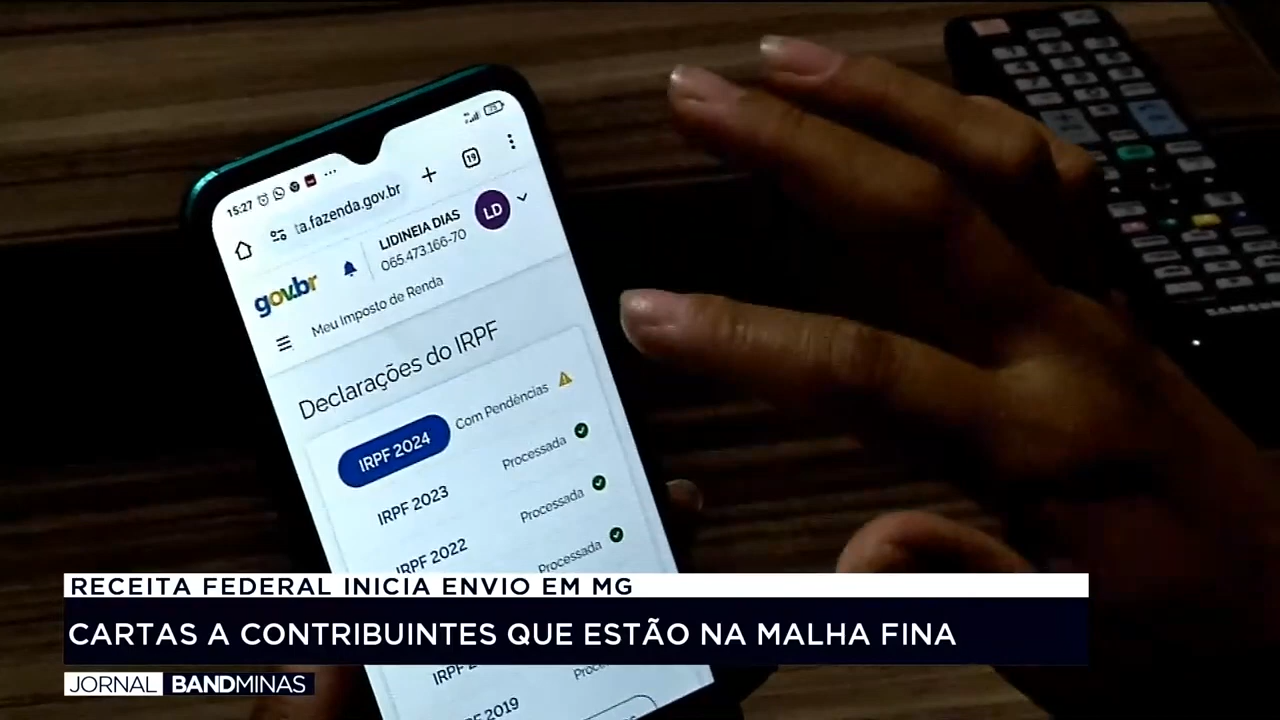 15:27
19
ta.fazenda.gov.br
LIDINEIA DIAS
065.473.166-70
LD
gov.br
Meu Imposto de Renda
Declarações do IRPF
IRPF 2024 Com Pendências
IRPF 2023 Processada
IRPF 2022 Processada
Processada
RECEITA FEDERAL INICIA ENVIO EM MG
CARTAS A CONTRIBUINTES QUE ESTÃO NA MALHA FINA
JORNAL BANDMINAS
2019